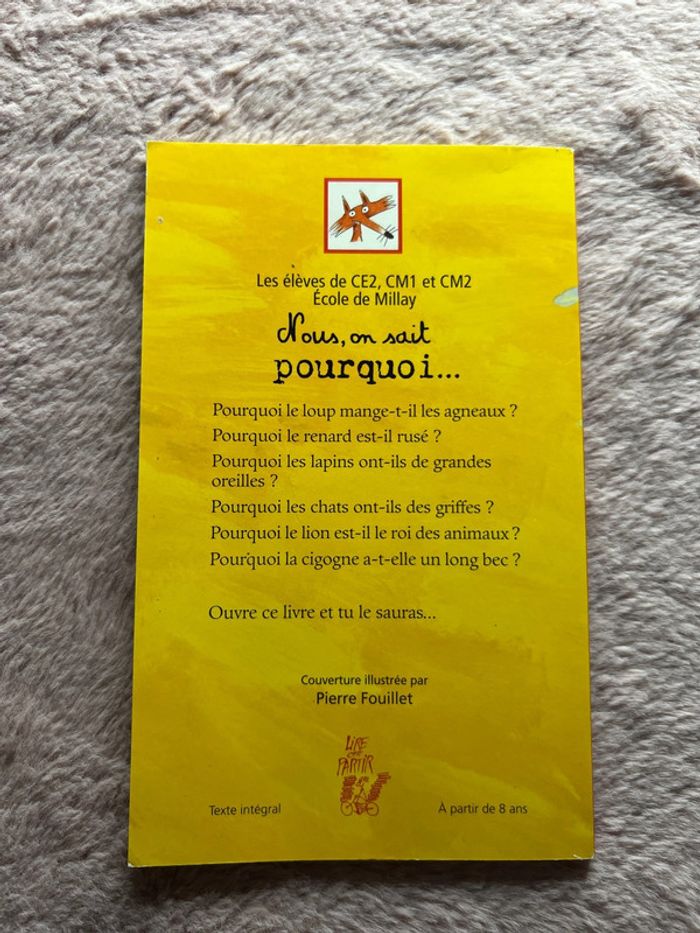 Les élèves de CE2, CM1 et CM2
École de Millay
Nous, on sait
pourquoi...
Pourquoi le loup mange-t-il les agneaux ?
Pourquoi le renard est-il rusé ?
Pourquoi les lapins ont-ils de grandes
oreilles ?
Pourquoi les chats ont-ils des griffes ?
Pourquoi le lion est-il le roi des animaux ?
Pourquoi la cigogne a-t-elle un long bec ?
Ouvre ce livre et tu le sauras...
Couverture illustrée par
Pierre Fouillet
LIRE
C'EST
PARTIR
Texte intégral
À partir de 8 ans